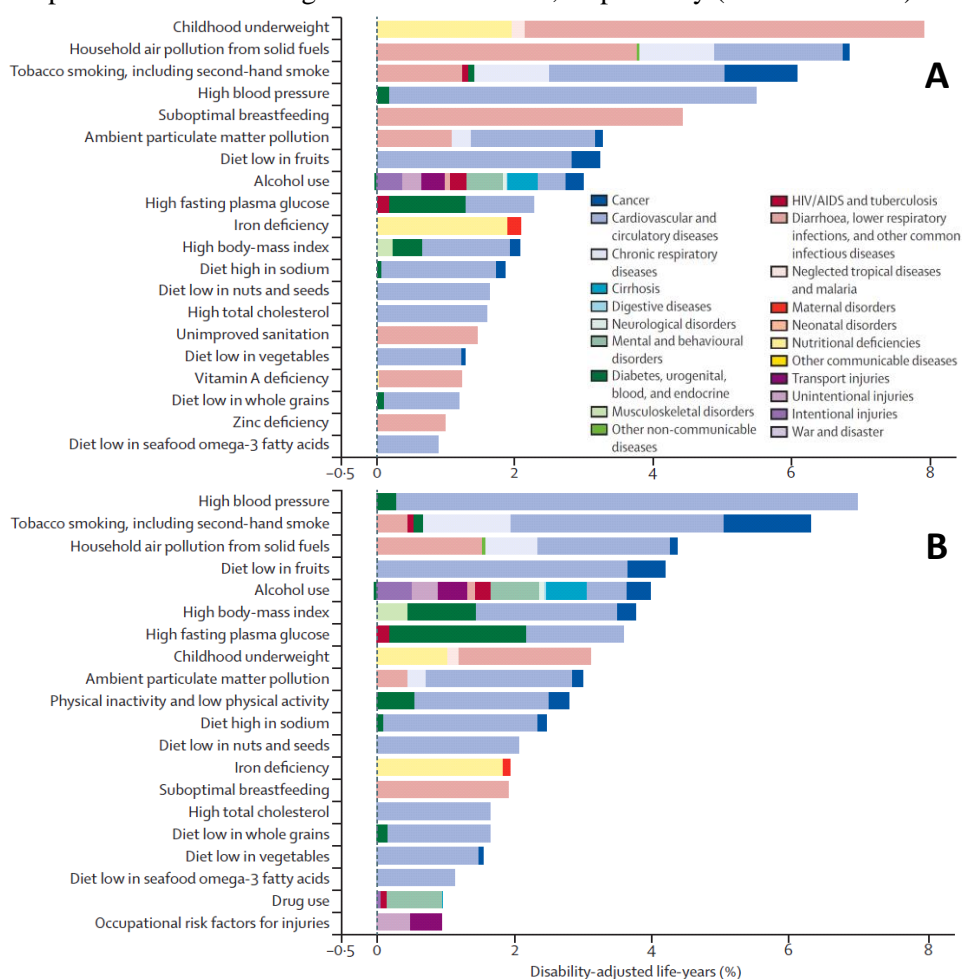 Childhood underweight
Household air pollution from solid fuels
Tobacco smoking, including second-hand smoke
A
High blood pressure
Suboptimal breastfeeding
Ambient particulate matter pollution
Diet low in fruits
Alcohol use
High fasting plasma glucose
Iron deficiency
High body-mass index
Diet high in sodium
Diet low in nuts and seeds
High total cholesterol
Unimproved sanitation
Diet low in vegetables
Vitamin A deficiency
Diet low in whole grains
Zinc deficiency
Diet low in seafood omega-3 fatty acids
Cancer
Cardiovascular and
circulatory diseases
Chronic respiratory
diseases
Cirrhosis
Digestive diseases
Neurological disorders
Mental and behavioural
disorders
Diabetes, urogenital,
blood, and endocrine
Musculoskeletal disorders
Other non-communicable
diseases
HIV/AIDS and tuberculosis
Diarrhoea, lower respiratory
infections, and other common
infectious diseases
Neglected tropical diseases
and malaria
Maternal disorders
Neonatal disorders
Nutritional deficiencies
Other communicable diseases
Transport injuries
Unintentional injuries
Intentional injuries
War and disaster
–0·5 0 2 4 6 8
High blood pressure
Tobacco smoking, including second-hand smoke
B
Household air pollution from solid fuels
Diet low in fruits
Alcohol use
High body-mass index
High fasting plasma glucose
Childhood underweight
Ambient particulate matter pollution
Physical inactivity and low physical activity
Diet high in sodium
Diet low in nuts and seeds
Iron deficiency
Suboptimal breastfeeding
High total cholesterol
Diet low in whole grains
Diet low in vegetables
Diet low in seafood omega-3 fatty acids
Drug use
Occupational risk factors for injuries
–0·5 0 2 4 6 8
Disability-adjusted life-years (%)